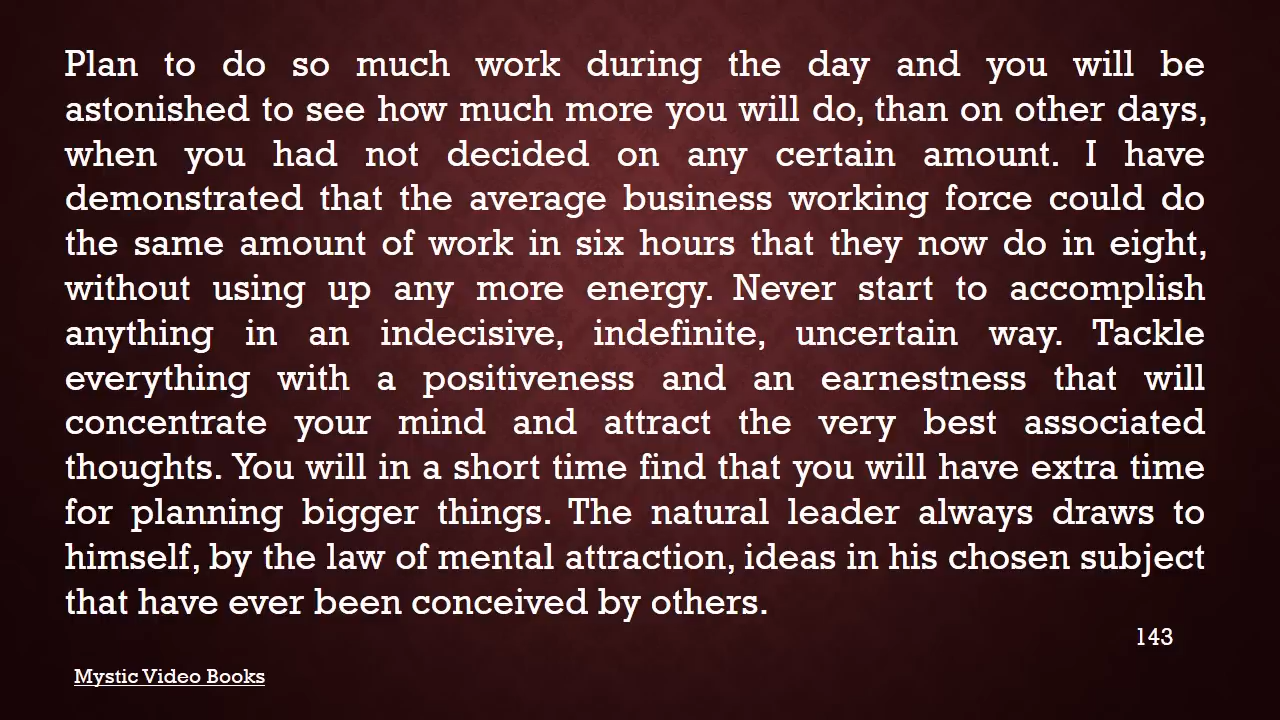 Plan to do so much work during the day and you will be
astonished to see how much more you will do, than on other days,
when you had not decided on any certain amount. I have
demonstrated that the average business working force could do
the same amount of work in six hours that they now do in eight,
without using up any more energy. Never start to accomplish
anything in an indecisive, indefinite, uncertain way. Tackle
everything with a positiveness and an earnestness that will
concentrate your mind and attract the very best associated
thoughts. You will in a short time find that you will have extra time
for planning bigger things. The natural leader always draws to
himself, by the law of mental attraction, ideas in his chosen subject
that have ever been conceived by others.
143
Mystic Video Books